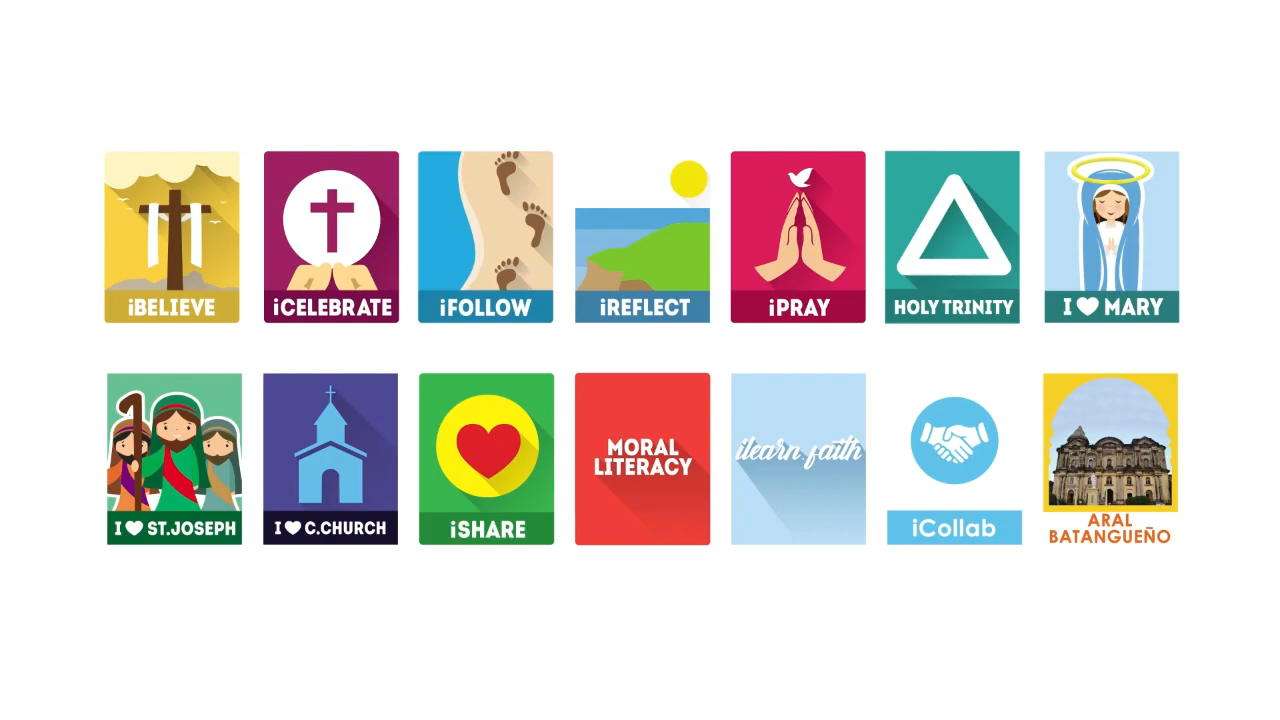 iBELIEVE
iCELEBRATE
iFOLLOW
iREFLECT
iPRAY
HOLY TRINITY
I ♥ MARY
I ♥ ST.JOSEPH
I ♥ C.CHURCH
iSHARE
MORAL
LITERACY
ilearn.faith
iCollab
ARAL
BATANGUEÑO